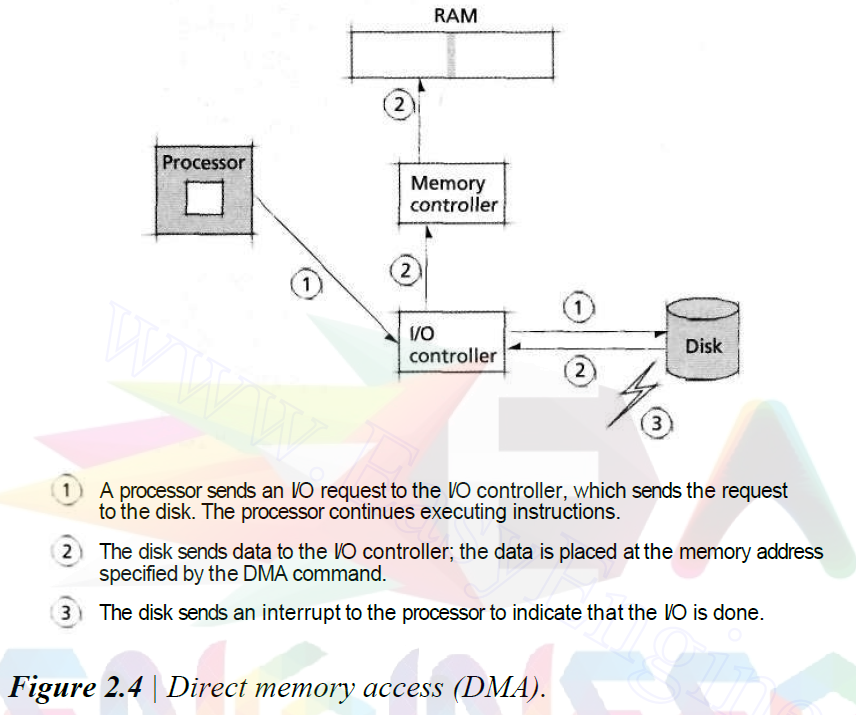 RAM
2
Processor
Memory
controller
1
2
I/O
controller
1
Disk
2
3
1 A processor sends an I/O request to the I/O controller, which sends the request
to the disk. The processor continues executing instructions.
2 The disk sends data to the I/O controller; the data is placed at the memory address
specified by the DMA command.
3 The disk sends an interrupt to the processor to indicate that the I/O is done.
Figure 2.4 | Direct memory access (DMA).